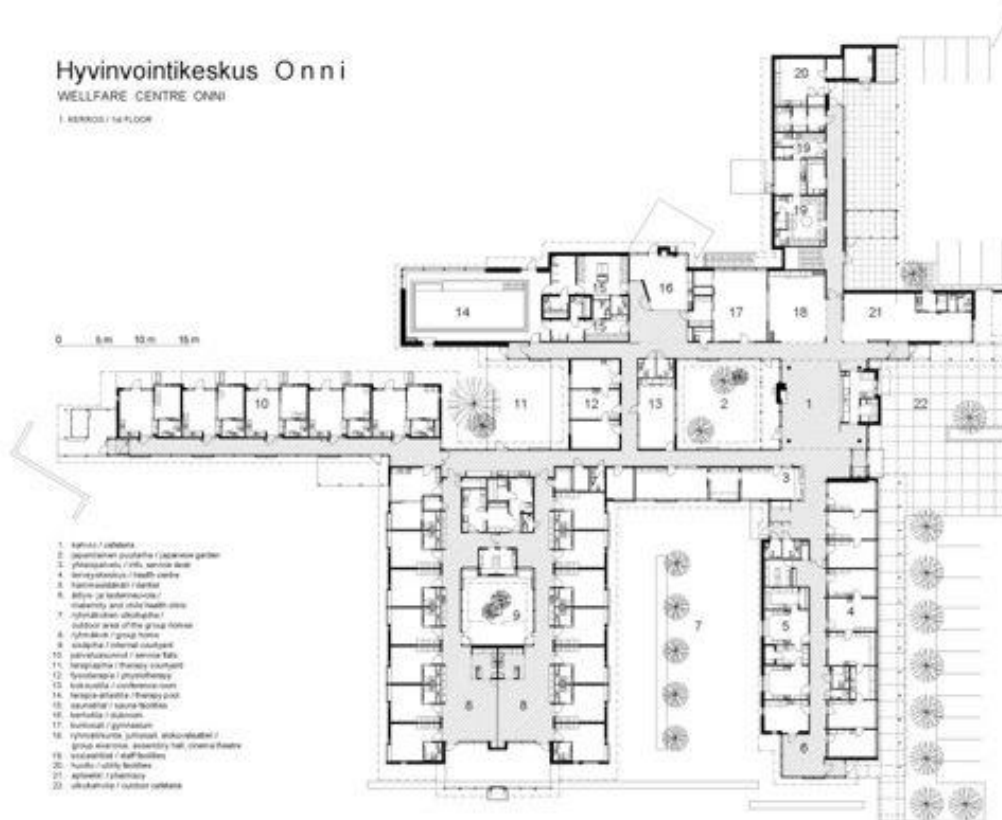 Hyvinvointikeskus Onni
WELLFARE CENTRE ONNI
1. KERROS / 1st FLOOR
20
19
19
16
15
14
17
18
21
15
0 5 m 10 m 15 m
10
11
12
13
2
1
22
3
1. kahvio / cafeteria
2. japanilainen puutarha / japanese garden
3. yhteispalvelu / info, service desk
4. terveyskeskus / health centre
5. hammaslääkäri / dentist
6. äitiys- ja lastenneuvola /
maternity and child health clinic
7. ryhmäkotien ulkopiha /
outdoor area of the group homes
8. ryhmäkoti / group home
9. sisäpiha / internal courtyard
10. palveluasunnot / service flats
11. terapiapiha / therapy courtyard
12. fysioterapia / physiotherapy
13. kokoustila / conference room
14. terapia-allastila / therapy pool
15. saunatilat / sauna facilities
16. kerhotila / clubroom
17. kuntosali / gymnasium
18. ryhmäliikunta, juhlasali, elokuvateatteri /
group exercise, assembly hall, cinema theatre
19. sosiaalitilat / staff facilities
20. huolto / utility facilities
21. apteekki / pharmacy
22. ulkokahvila / outdoor cafeteria
9
7
5
4
8
8
6